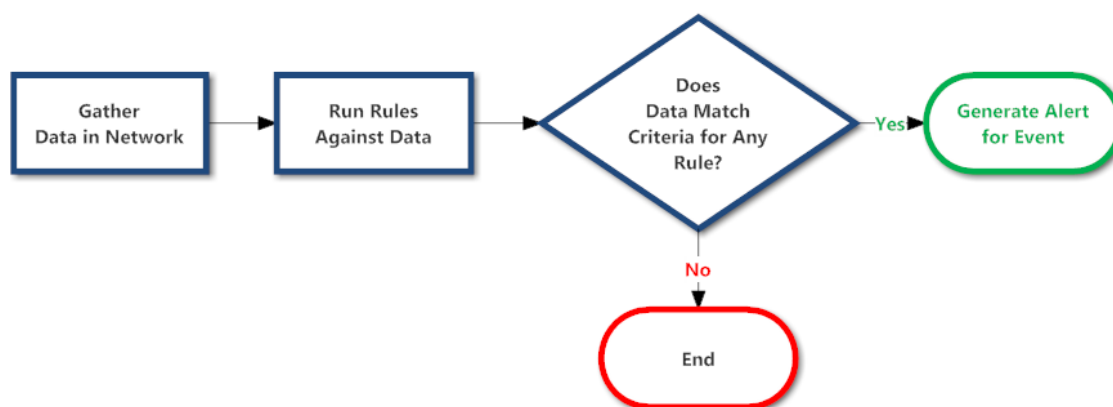 Gather
Data in Network
Run Rules
Against Data
Does
Data Match
Criteria for Any
Rule?
Yes
Generate Alert
for Event
No
End